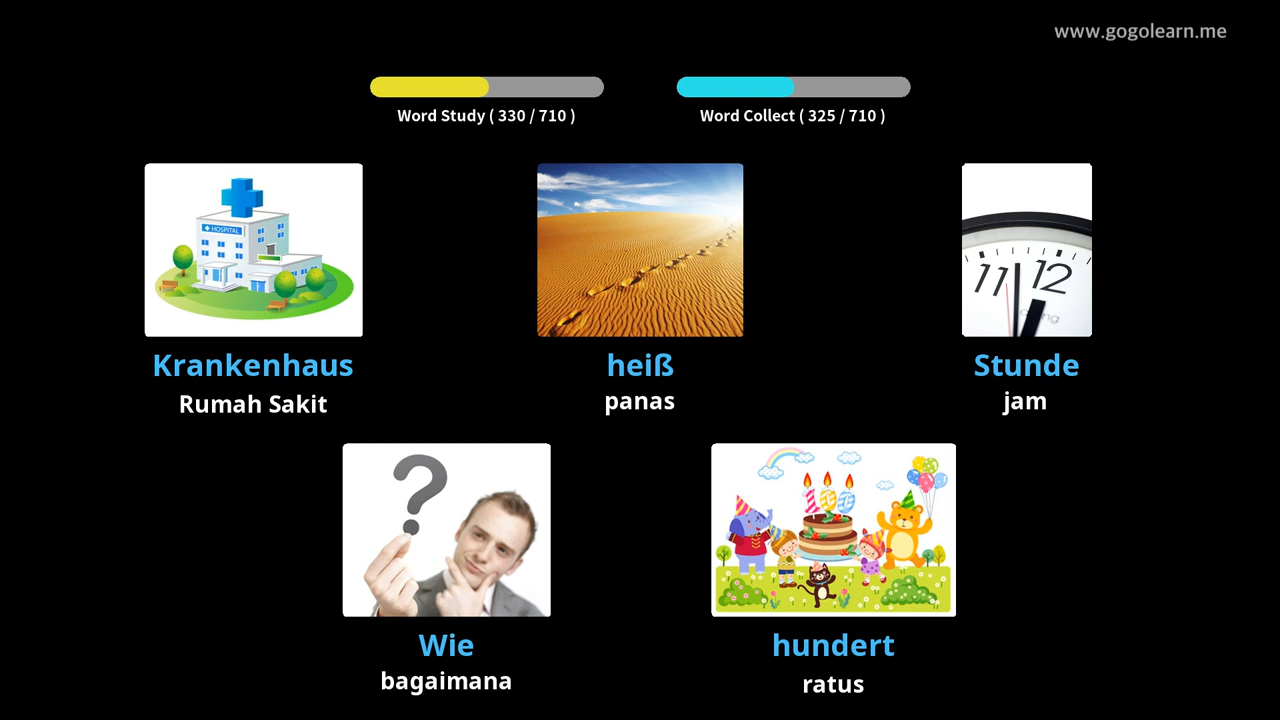 www.gogolearn.me
Word Study ( 330 / 710 )
Word Collect ( 325 / 710 )
HOSPITAL
11 12
Krankenhaus
Rumah Sakit
heiß
panas
Stunde
jam
?
100
Wie
bagaimana
hundert
ratus